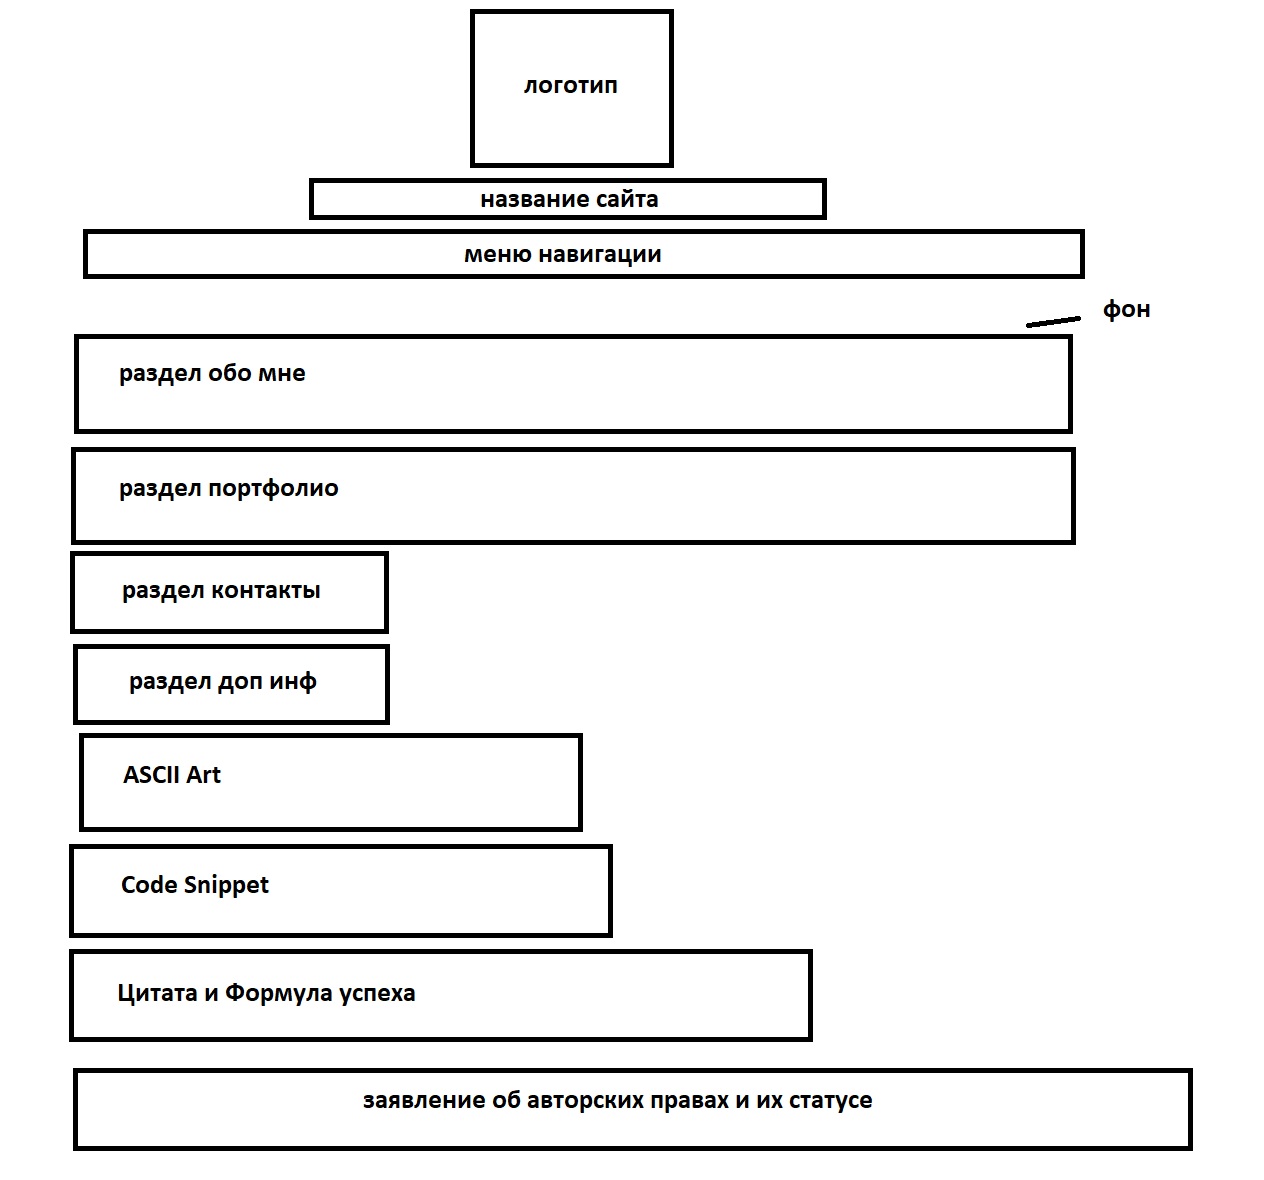 логотип
название сайта
меню навигации
фон
раздел обо мне
раздел портфолио
раздел контакты
раздел доп инф
ASCII Art
Code Snippet
Цитата и Формула успеха
заявление об авторских правах и их статусе